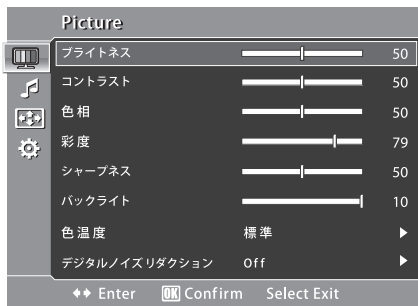 Picture
ブライトネス 50
コントラスト 50
色相 50
彩度 79
シャープネス 50
バックライト 10
色温度 標準
デジタルノイズリダクション Off
Enter OK Confirm Select Exit